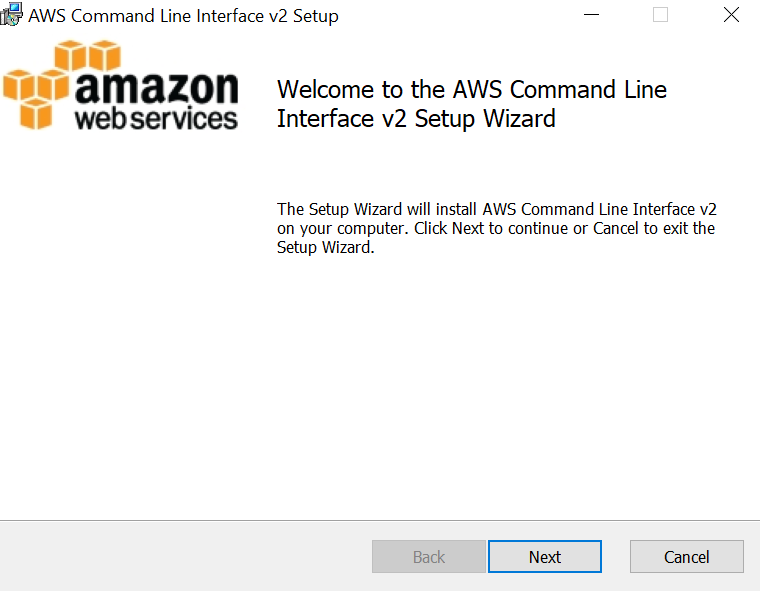 AWS Command Line Interface v2 Setup
amazon
web services
Welcome to the AWS Command Line
Interface v2 Setup Wizard
The Setup Wizard will install AWS Command Line Interface v2
on your computer. Click Next to continue or Cancel to exit the
Setup Wizard.
Back
Next
Cancel